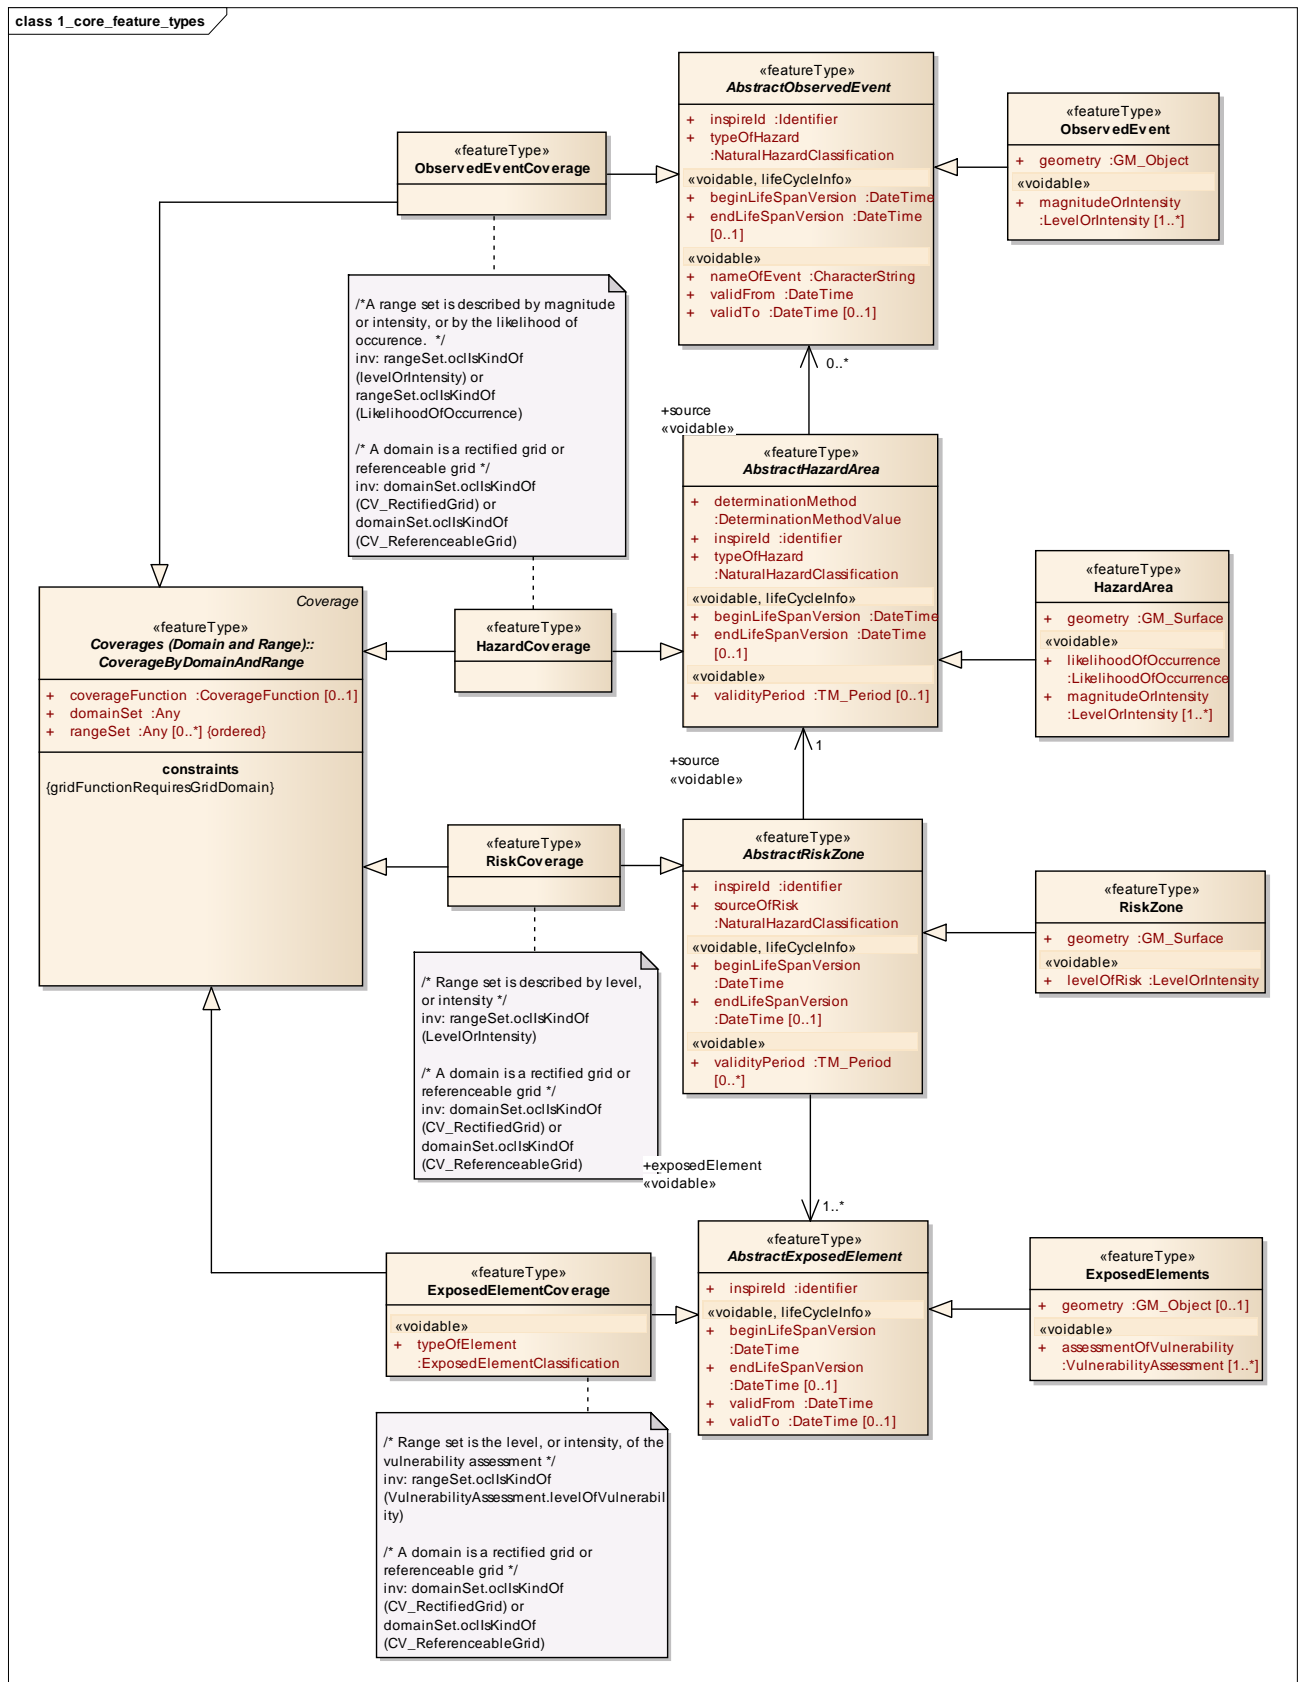 class 1_core_feature_types
«featureType»
AbstractObservedEvent
+ inspireId :Identifier
+ typeOfHazard
:NaturalHazardClassification
«voidable, lifeCycleInfo»
+ beginLifeSpanVersion :DateTime
+ endLifeSpanVersion :DateTime
[0..1]
«voidable»
+ nameOfEvent :CharacterString
+ validFrom :DateTime
+ validTo :DateTime [0..1]
«featureType»
ObservedEvent
+ geometry :GM_Object
«voidable»
+ magnitudeOrIntensity
:LevelOrIntensity [1..*]
«featureType»
ObservedEventCoverage
/*A range set is described by magnitude
or intensity, or by the likelihood of
occurence. */
inv: rangeSet.oclIsKindOf
(levelOrIntensity) or
rangeSet.oclIsKindOf
(LikelihoodOfOccurrence)
/* A domain is a rectified grid or
referenceable grid */
inv: domainSet.oclIsKindOf
(CV_RectifiedGrid) or
domainSet.oclIsKindOf
(CV_ReferenceableGrid)
0..*
+source
«voidable»
«featureType»
AbstractHazardArea
+ determinationMethod
:DeterminationMethodValue
+ inspireId :identifier
+ typeOfHazard
:NaturalHazardClassification
«voidable, lifeCycleInfo»
+ beginLifeSpanVersion :DateTime
+ endLifeSpanVersion :DateTime
[0..1]
«voidable»
+ validityPeriod :TM_Period [0..1]
«featureType»
HazardArea
+ geometry :GM_Surface
«voidable»
+ likelihoodOfOccurrence
:LikelihoodOfOccurrence
+ magnitudeOrIntensity
:LevelOrIntensity [1..*]
Coverage
«featureType»
Coverages (Domain and Range)::
CoverageByDomainAndRange
+ coverageFunction :CoverageFunction [0..1]
+ domainSet :Any
+ rangeSet :Any [0..*] {ordered}
constraints
{gridFunctionRequiresGridDomain}
«featureType»
HazardCoverage
1
+source
«voidable»
«featureType»
RiskCoverage
«featureType»
AbstractRiskZone
+ inspireId :identifier
+ sourceOfRisk
:NaturalHazardClassification
«voidable, lifeCycleInfo»
+ beginLifeSpanVersion
:DateTime
+ endLifeSpanVersion
:DateTime [0..1]
«voidable»
+ validityPeriod :TM_Period
[0..*]
«featureType»
RiskZone
+ geometry :GM_Surface
«voidable»
+ levelOfRisk :LevelOrIntensity
/* Range set is described by level,
or intensity */
inv: rangeSet.oclIsKindOf
(LevelOrIntensity)
/* A domain is a rectified grid or
referenceable grid */
inv: domainSet.oclIsKindOf
(CV_RectifiedGrid) or
domainSet.oclIsKindOf
(CV_ReferenceableGrid)
+exposedElement
«voidable»
1..*
«featureType»
ExposedElementCoverage
«voidable»
+ typeOfElement
:ExposedElementClassification
«featureType»
AbstractExposedElement
+ inspireId :identifier
«voidable, lifeCycleInfo»
+ beginLifeSpanVersion
:DateTime
+ endLifeSpanVersion
:DateTime [0..1]
+ validFrom :DateTime
+ validTo :DateTime [0..1]
«featureType»
ExposedElements
+ geometry :GM_Object [0..1]
«voidable»
+ assessmentOfVulnerability
:VulnerabilityAssessment [1..*]
/* Range set is the level, or intensity, of the
vulnerability assessment */
inv: rangeSet.oclIsKindOf
(VulnerabilityAssessment.levelOfVulnerabil
ity)
/* A domain is a rectified grid or
referenceable grid */
inv: domainSet.oclIsKindOf
(CV_RectifiedGrid) or
domainSet.oclIsKindOf
(CV_ReferenceableGrid)